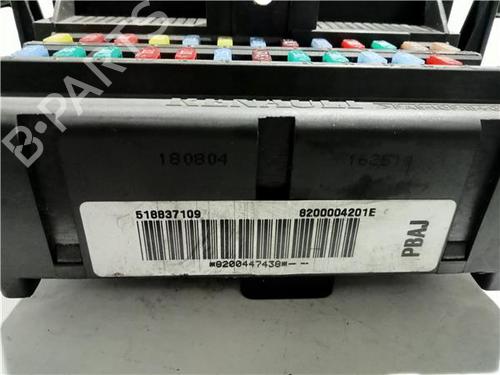 B-PARTS
RENAULT
180804
518837109 8200004201E
PBAJ
*8200447438*--